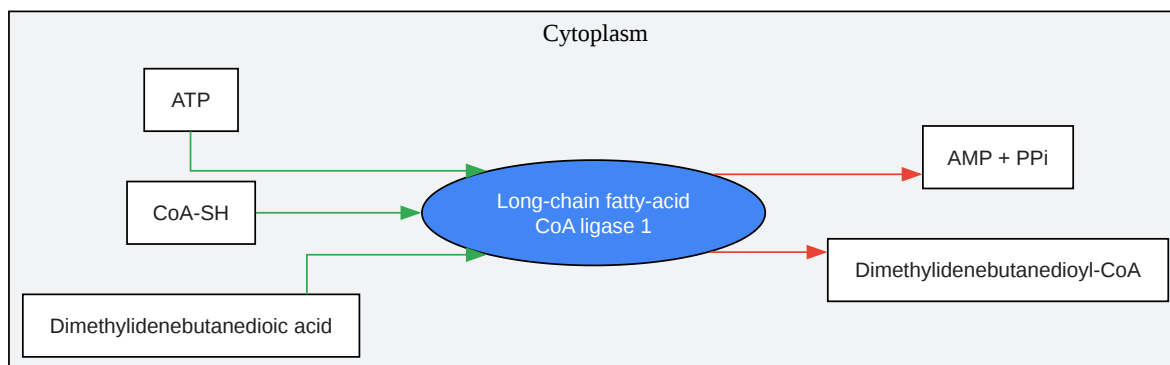 Cytoplasm
ATP
CoA-SH
Dimethylidenebutanedioic acid
Long-chain fatty-acid
CoA ligase 1
AMP + PPi
Dimethylidenebutanedioyl-CoA